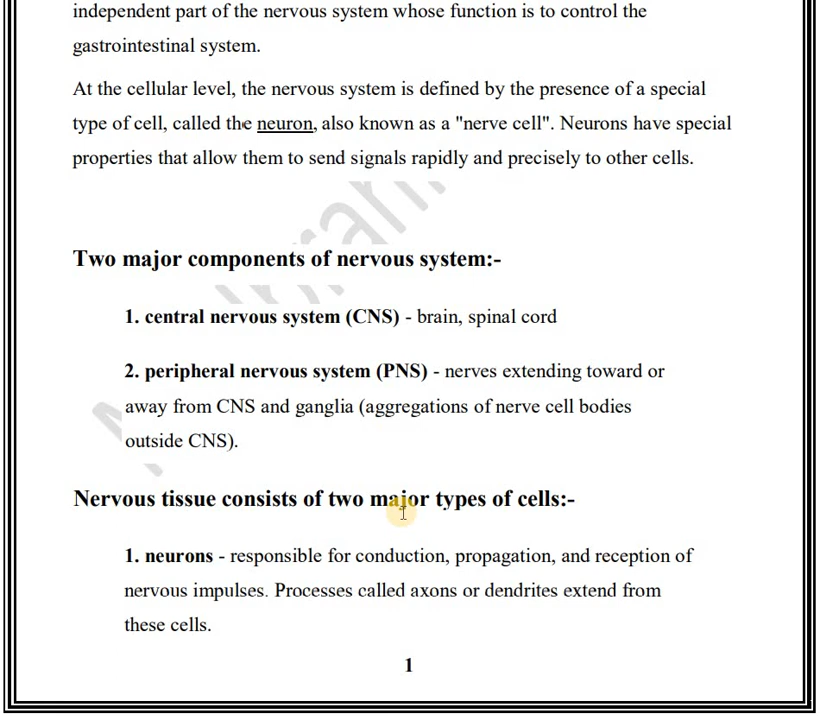 independent part of the nervous system whose function is to control the
gastrointestinal system.
At the cellular level, the nervous system is defined by the presence of a special
type of cell, called the neuron, also known as a "nerve cell". Neurons have special
properties that allow them to send signals rapidly and precisely to other cells.
Two major components of nervous system:-
1. central nervous system (CNS) - brain, spinal cord
2. peripheral nervous system (PNS) - nerves extending toward or
away from CNS and ganglia (aggregations of nerve cell bodies
outside CNS).
Nervous tissue consists of two major types of cells:-
1. neurons - responsible for conduction, propagation, and reception of
nervous impulses. Processes called axons or dendrites extend from
these cells.
1